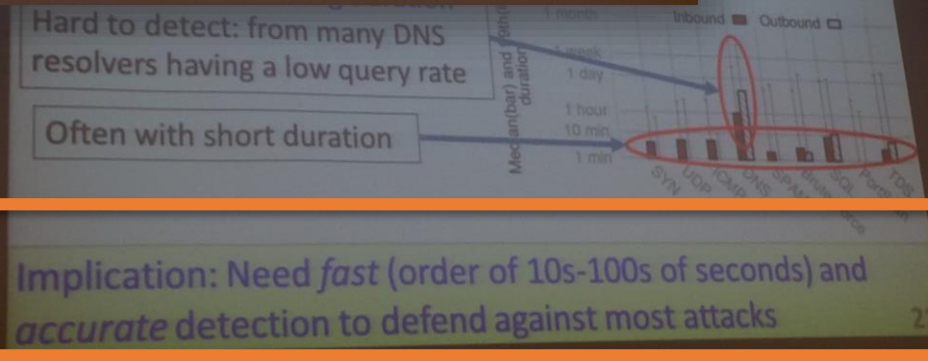 Hard to detect: from many DNS
resolvers having a low query rate
Often with short duration
Median(bar) and
duration
Inbound Outbound
1 month
1 week
1 day
1 hour
10 min
1 min
SYN
UDP
ICMP
DNS
SPAM
SQL
TDS
Implication: Need fast (order of 10s-100s of seconds) and
accurate detection to defend against most attacks